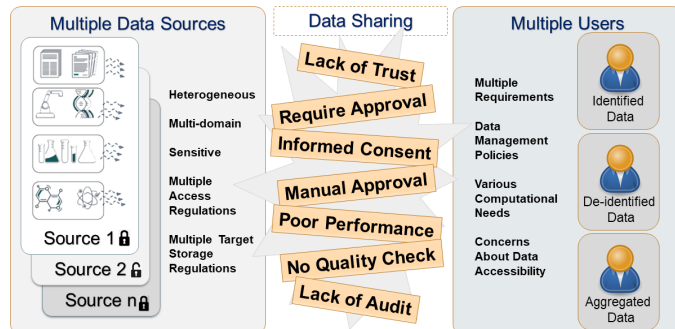 Multiple Data Sources
Source 1
Source 2
Source n
Heterogeneous
Multi-domain
Sensitive
Multiple
Access
Regulations
Multiple Target
Storage
Regulations
Data Sharing
Lack of Trust
Require Approval
Informed Consent
Manual Approval
Poor Performance
No Quality Check
Lack of Audit
Multiple Users
Multiple
Requirements
Data
Management
Policies
Various
Computational
Needs
Concerns
About Data
Accessibility
Identified
Data
De-identified
Data
Aggregated
Data